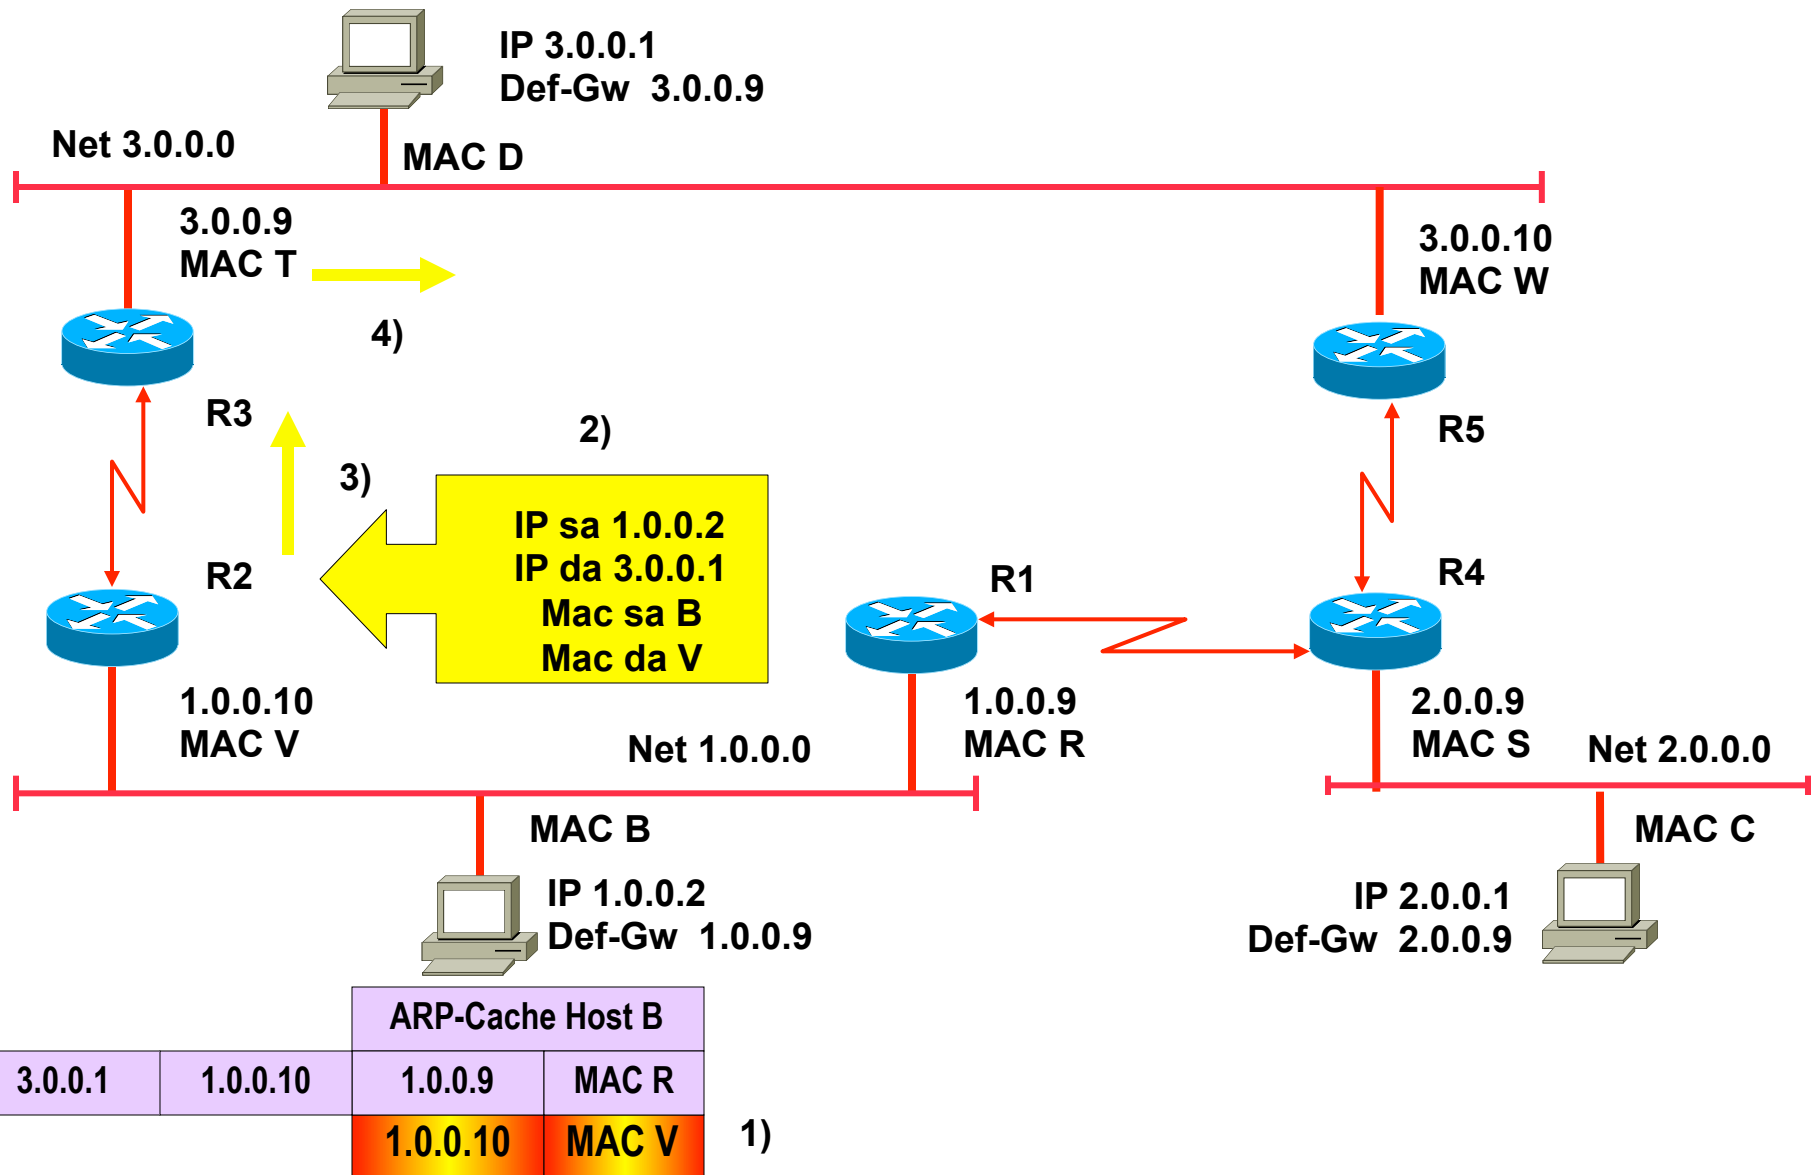 IP 3.0.0.1
Def-Gw 3.0.0.9
Net 3.0.0.0
MAC D
3.0.0.9
MAC T
3.0.0.10
MAC W
4)
R3
2)
R5
3)
IP sa 1.0.0.2
IP da 3.0.0.1
Mac sa B
Mac da V
R2
R1
R4
1.0.0.10
MAC V
1.0.0.9
MAC R
2.0.0.9
MAC S
Net 1.0.0.0
Net 2.0.0.0
MAC B
MAC C
IP 1.0.0.2
Def-Gw 1.0.0.9
IP 2.0.0.1
Def-Gw 2.0.0.9
ARP-Cache Host B
3.0.0.1 1.0.0.10 1.0.0.9 MAC R
1.0.0.10 MAC V 1)